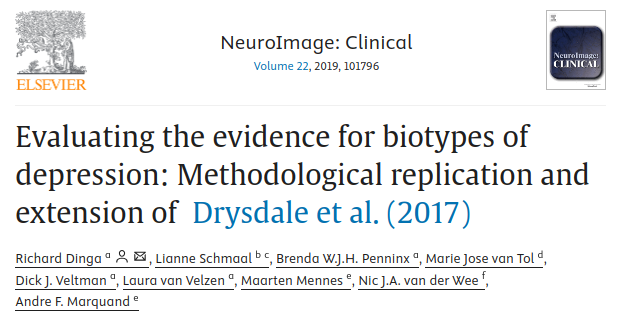 ELSEVIER
NeuroImage: Clinical
Volume 22, 2019, 101796
NeuroImage:
CLINICAL
Evaluating the evidence for biotypes of
depression: Methodological replication and
extension of Drysdale et al. (2017)
Richard Dinga a, Lianne Schmaal b c, Brenda W.J.H. Penninx a, Marie Jose van Tol d,
Dick J. Veltman a, Laura van Velzen a, Maarten Mennes e, Nic J.A. van der Wee f,
Andre F. Marquand e